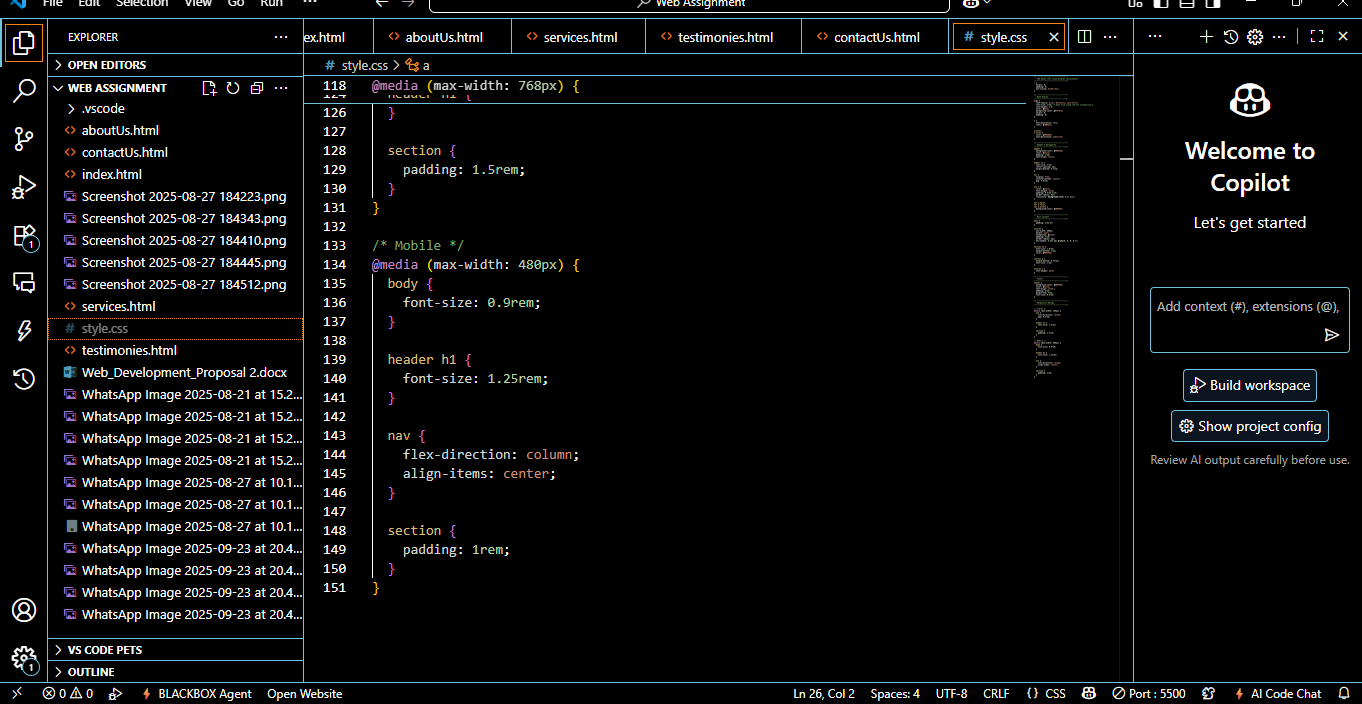 File Edit Selection View Go Run ···
Web Assignment
EXPLORER
OPEN EDITORS
WEB ASSIGNMENT
.vscode
aboutUs.html
contactUs.html
index.html
Screenshot 2025-08-27 184223.png
Screenshot 2025-08-27 184343.png
Screenshot 2025-08-27 184410.png
Screenshot 2025-08-27 184445.png
Screenshot 2025-08-27 184512.png
services.html
# style.css
testimonies.html
Web_Development_Proposal 2.docx
WhatsApp Image 2025-08-21 at 15.2...
WhatsApp Image 2025-08-21 at 15.2...
WhatsApp Image 2025-08-21 at 15.2...
WhatsApp Image 2025-08-21 at 15.2...
WhatsApp Image 2025-08-27 at 10.1...
WhatsApp Image 2025-08-27 at 10.1...
WhatsApp Image 2025-08-27 at 10.1...
WhatsApp Image 2025-09-23 at 20.4...
WhatsApp Image 2025-09-23 at 20.4...
WhatsApp Image 2025-09-23 at 20.4...
WhatsApp Image 2025-09-23 at 20.4...
VS CODE PETS
OUTLINE
1
1
ex.html aboutUs.html services.html testimonies.html contactUs.html # style.css
# style.css > a
118 @media (max-width: 768px) {
126 }
127
128 section {
129 padding: 1.5rem;
130 }
131 }
132
133 /* Mobile */
134 @media (max-width: 480px) {
135 body {
136 font-size: 0.9rem;
137 }
138
139 header h1 {
140 font-size: 1.25rem;
141 }
142
143 nav {
144 flex-direction: column;
145 align-items: center;
146 }
147
148 section {
149 padding: 1rem;
150 }
151 }
Welcome to
Copilot
Let's get started
Add context (#), extensions (@),
Build workspace
Show project config
Review AI output carefully before use.
0 0 BLACKBOX Agent Open Website Ln 26, Col 2 Spaces: 4 UTF-8 CRLF {} CSS Port : 5500 AI Code Chat